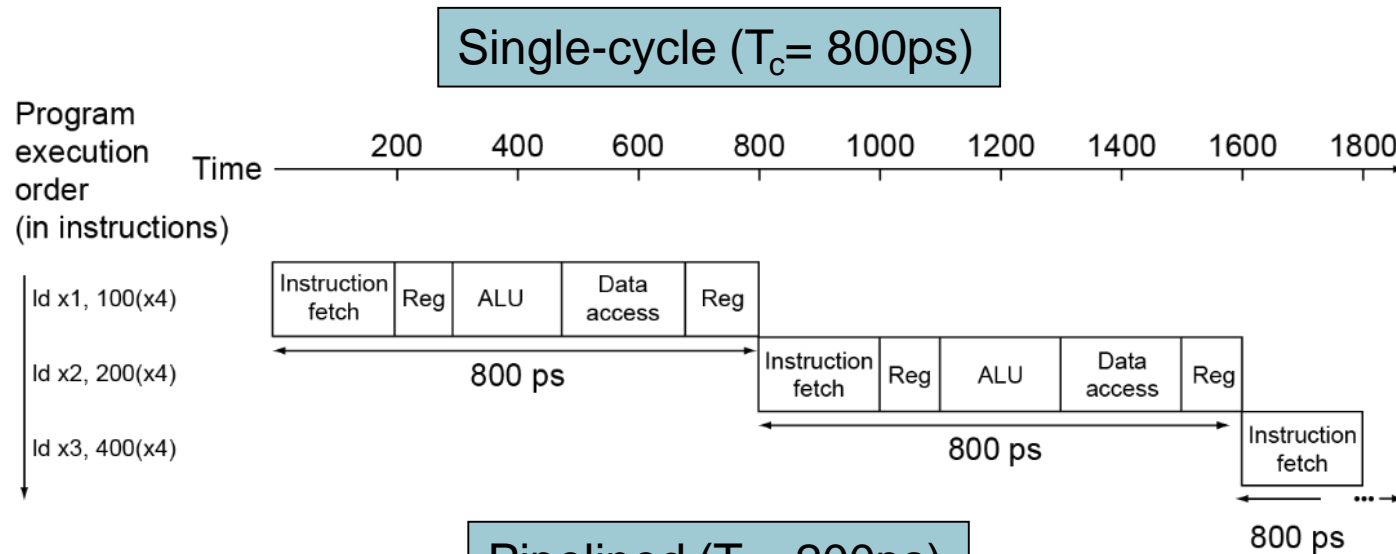 Single-cycle (Tc= 800ps)
Program
execution
order
(in instructions)
Time
200 400 600 800 1000 1200 1400 1600 1800
ld x1, 100(x4)
Instruction fetch
Reg
ALU
Data access
Reg
800 ps
ld x2, 200(x4)
Instruction fetch
Reg
ALU
Data access
Reg
800 ps
ld x3, 400(x4)
Instruction fetch
...
800 ps
Pipelined (T 200ps)